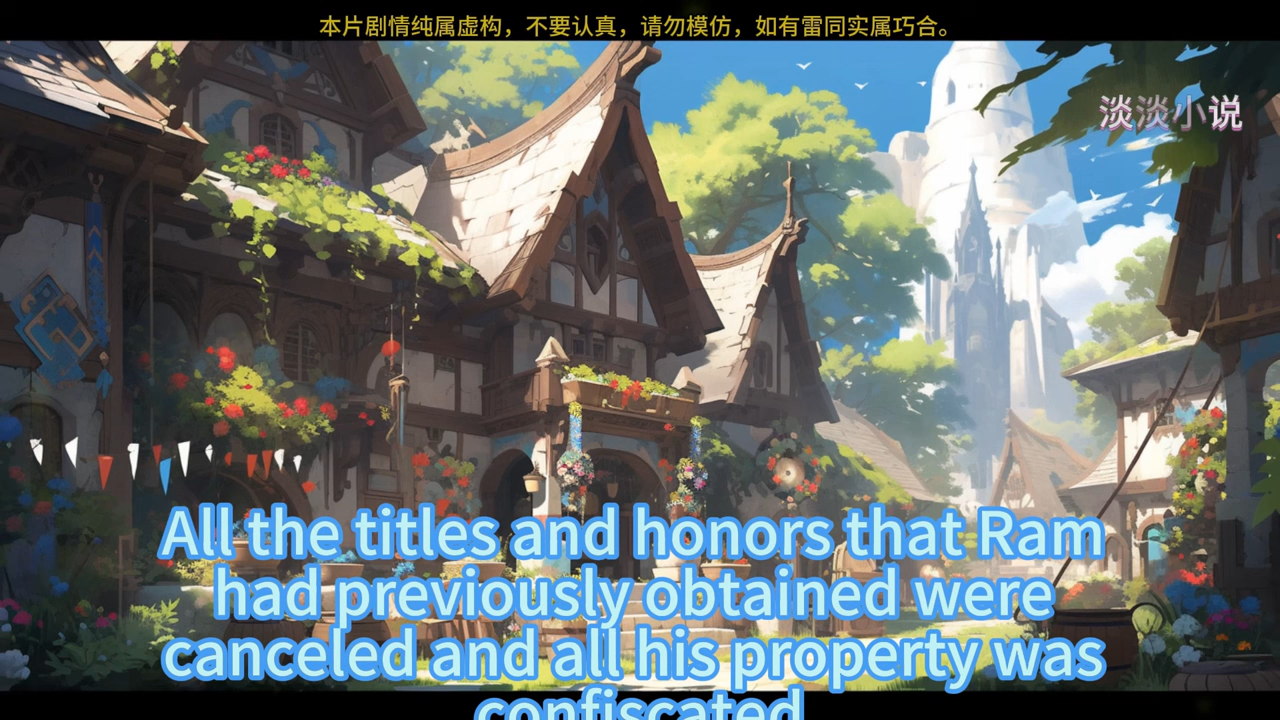 本片剧情纯属虚构，不要认真，请勿模仿，如有雷同实属巧合。
淡淡小说
All the titles and honors that Ram
had previously obtained were
canceled and all his property was
confiscated